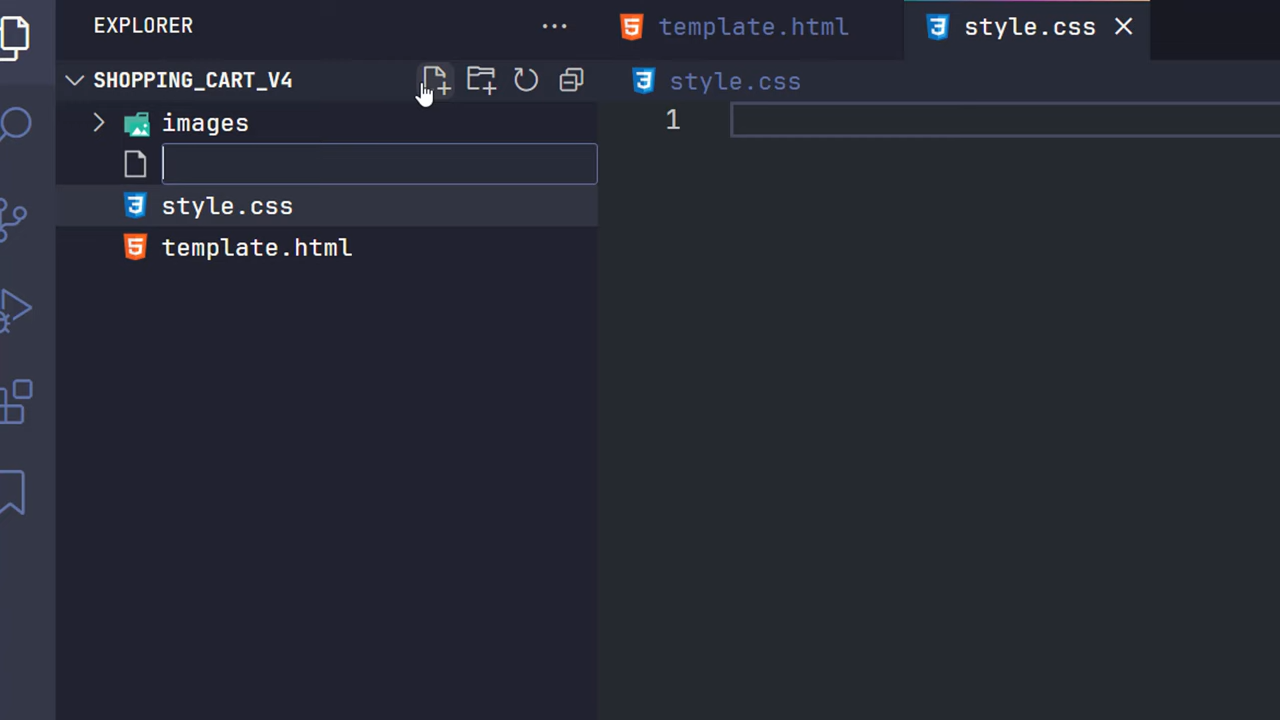 EXPLORER
template.html
style.css
SHOPPING_CART_V4
style.css
images
1
style.css
template.html